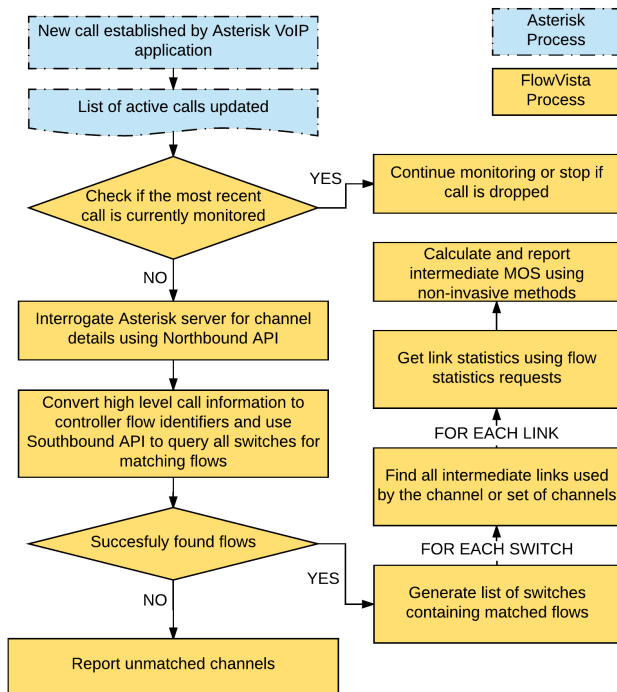 New call established by Asterisk VoIP
application
List of active calls updated
Check if the most recent
call is currently monitored
YES
Continue monitoring or stop if
call is dropped
NO
Interrogate Asterisk server for channel
details using Northbound API
Convert high level call information to
controller flow identifiers and use
Southbound API to query all switches for
matching flows
Succesfuly found flows
NO
Report unmatched channels
YES
Generate list of switches
containing matched flows
FOR EACH SWITCH
Find all intermediate links used
by the channel or set of channels
FOR EACH LINK
Get link statistics using flow
statistics requests
Calculate and report
intermediate MOS using
non-invasive methods
Asterisk
Process
FlowVista
Process